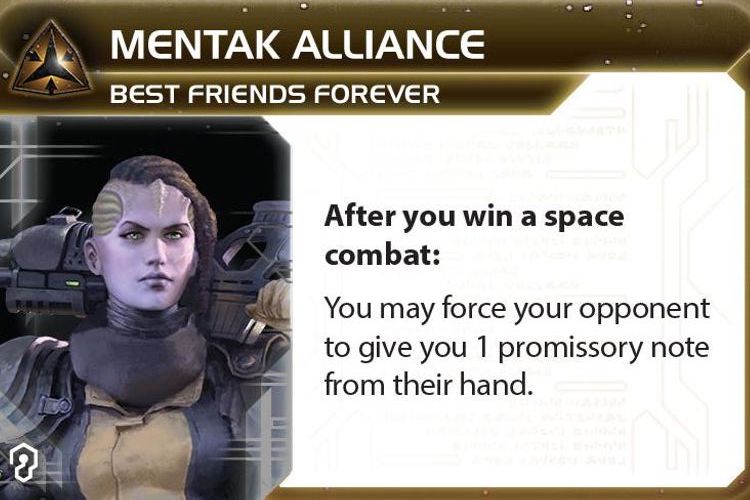 MENTAK ALLIANCE
BEST FRIENDS FOREVER
After you win a space
combat:
You may force your opponent
to give you 1 promissory note
from their hand.